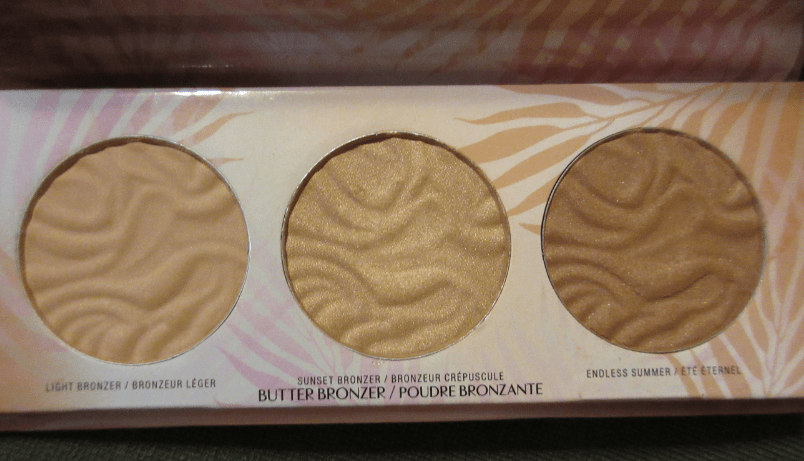 LIGHT BRONZER / BRONZEUR LÉGER
SUNSET BRONZER / BRONZEUR CRÉPUSCULE
ENDLESS SUMMER / ÉTÉ ÉTERNEL
BUTTER BRONZER / POUDRE BRONZANTE